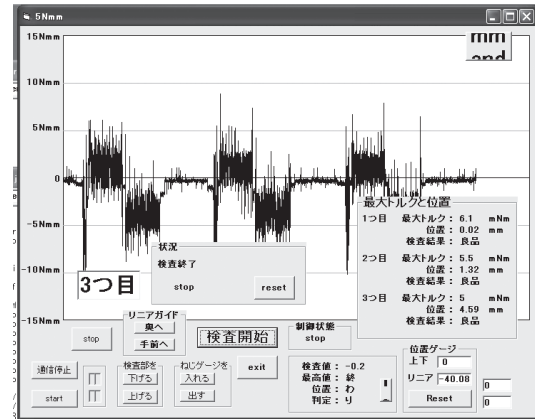 5Nmm
15Nmm
mm
and
10Nmm
5Nmm
0
-5Nmm
-10Nmm
-15Nmm
最大トルクと位置
1つ目 最大トルク： 6.1 mNm
位置： 0.02 mm
検査結果： 良品
2つ目 最大トルク： 5.5 mNm
位置： 1.32 mm
検査結果： 良品
3つ目 最大トルク： 5 mNm
位置： 4.59 mm
検査結果： 良品
状況
検査終了
stop reset
3つ目
stop
リニアガイド
奥へ
手前へ
検査開始
制御状態
stop
位置ゲージ
上下 0
リニア -40.08
Reset
0
0
通信停止
start
検査部を
下げる
上げる
ねじゲージを
入れる
出す
exit
検査値： -0.2
最高値： 終
位置： わ
判定： り